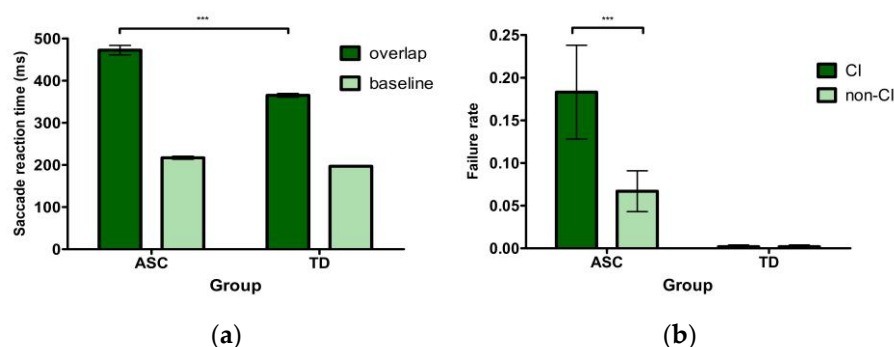 ***
500
400
300
200
100
0
Saccade reaction time (ms)
overlap
baseline
ASC
TD
Group
(a)
***
0.25
0.20
0.15
0.10
0.05
0.00
Failure rate
CI
non-CI
ASC
TD
Group
(b)